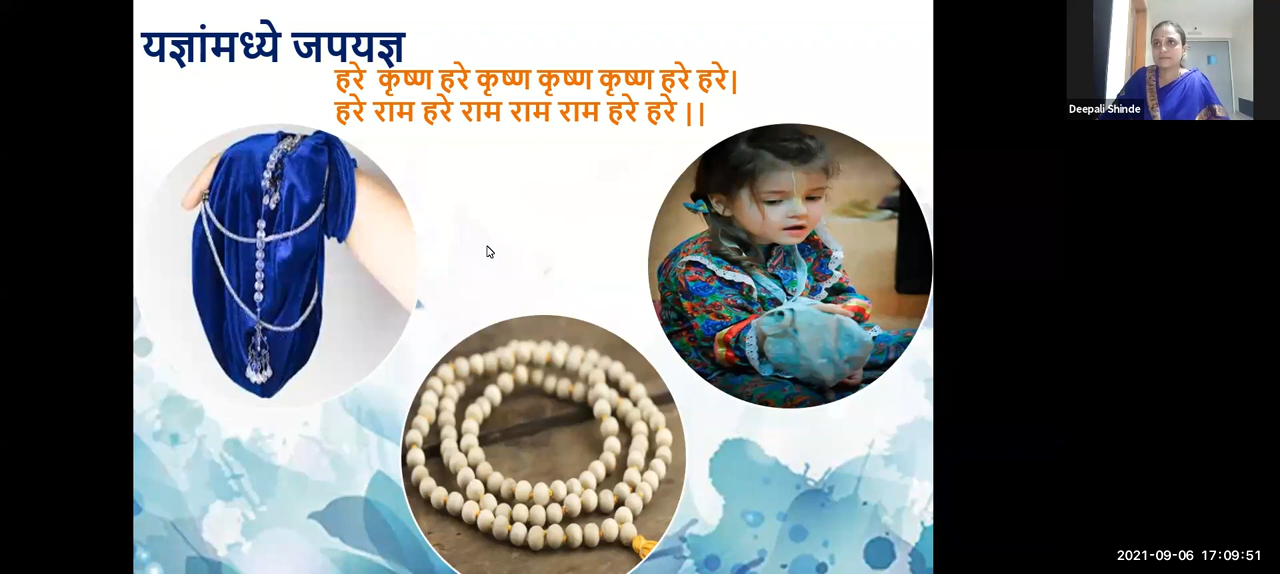 यज्ञांमध्ये जपयज्ञ
हरे कृष्ण हरे कृष्ण कृष्ण कृष्ण हरे हरे|
हरे राम हरे राम राम राम हरे हरे ||
Deepali Shinde
2021-09-06 17:09:51